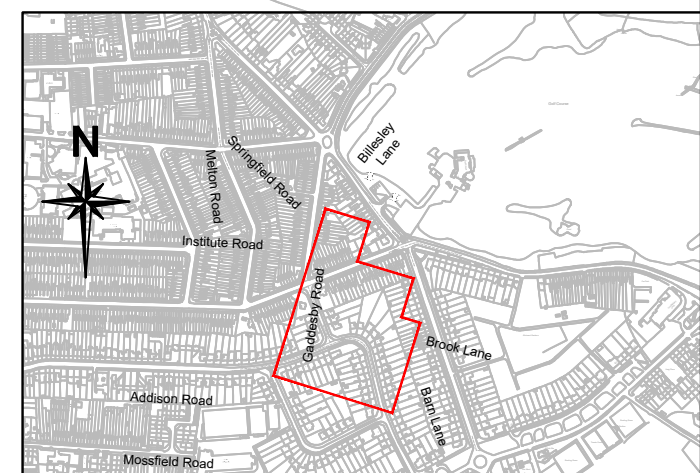 N
Billesley
Lane
Springfield Road
Melton Road
Institute Road
Gaddesby Road
Brook Lane
Addison Road
Barn Lane
Mossfield Road